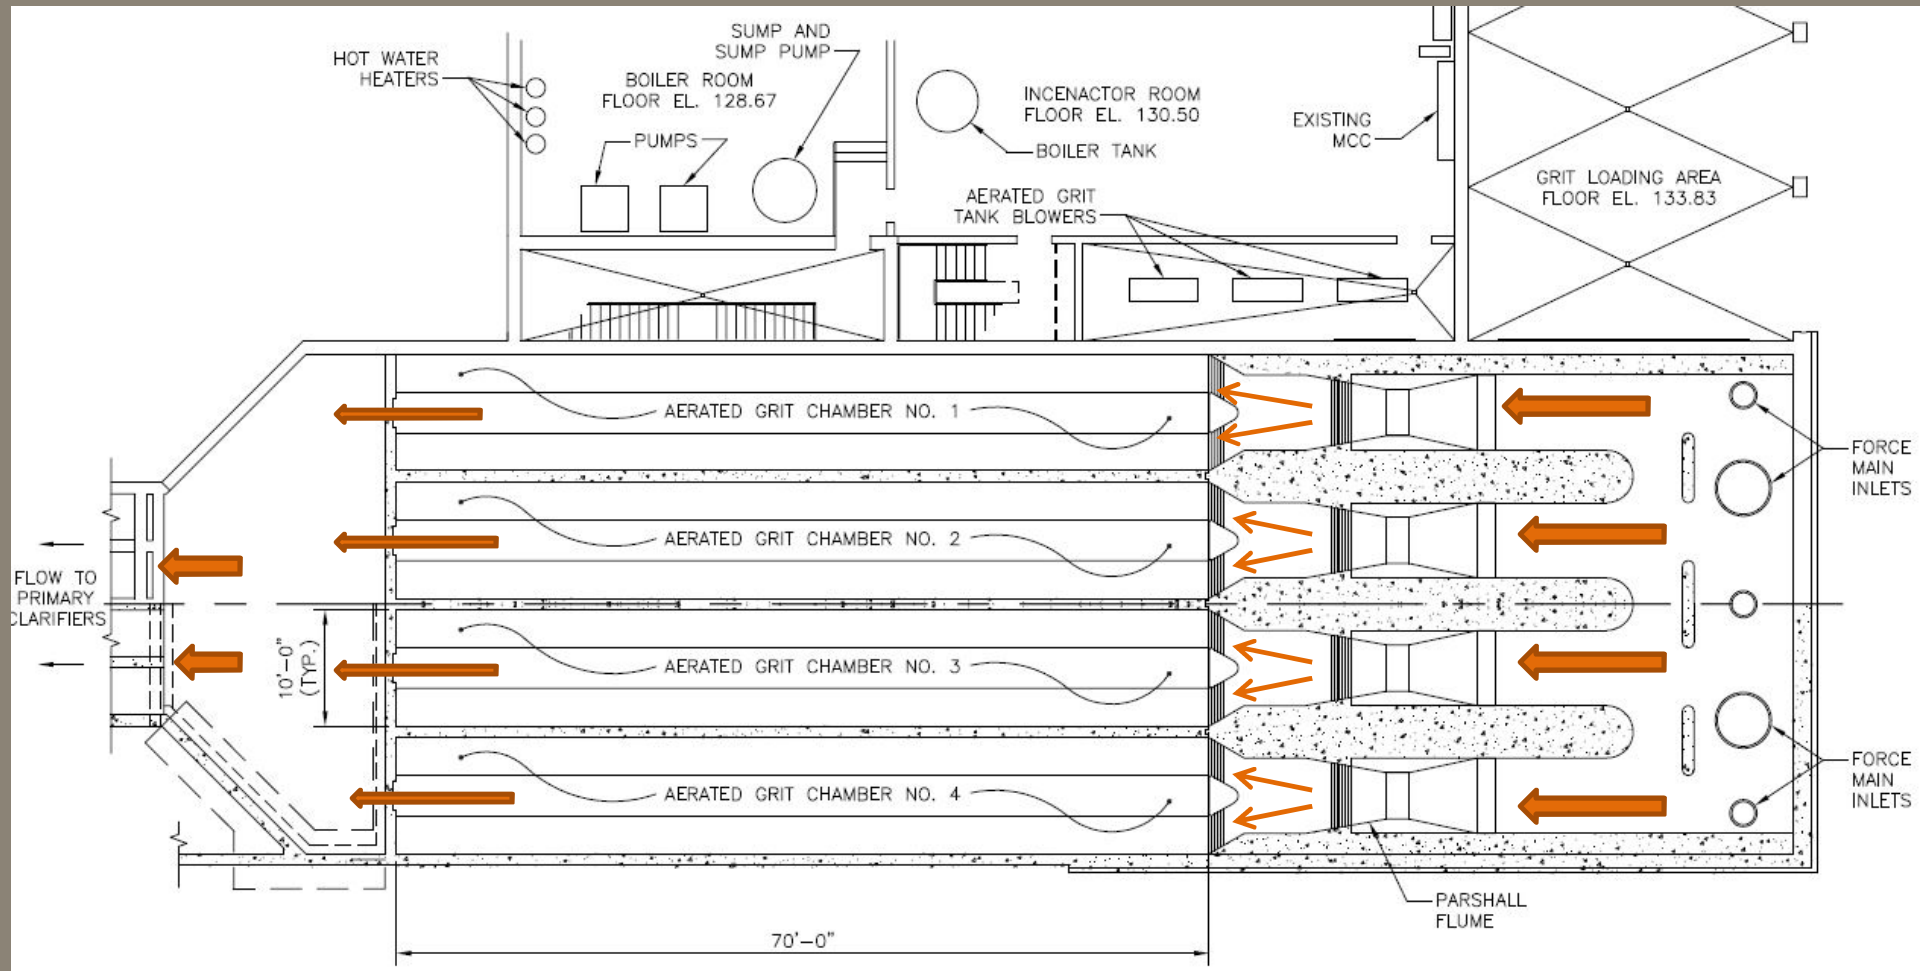 SUMP AND
SUMP PUMP
HOT WATER
HEATERS
BOILER ROOM
FLOOR EL. 128.67
PUMPS
INCENACTOR ROOM
FLOOR EL. 130.50
BOILER TANK
EXISTING
MCC
GRIT LOADING AREA
FLOOR EL. 133.83
AERATED GRIT
TANK BLOWERS
AERATED GRIT CHAMBER NO. 1
FORCE
MAIN
INLETS
AERATED GRIT CHAMBER NO. 2
FLOW TO
PRIMARY
CLARIFIERS
10'-0"
(TYP.)
AERATED GRIT CHAMBER NO. 3
AERATED GRIT CHAMBER NO. 4
FORCE
MAIN
INLETS
PARSHALL
FLUME
70'-0"